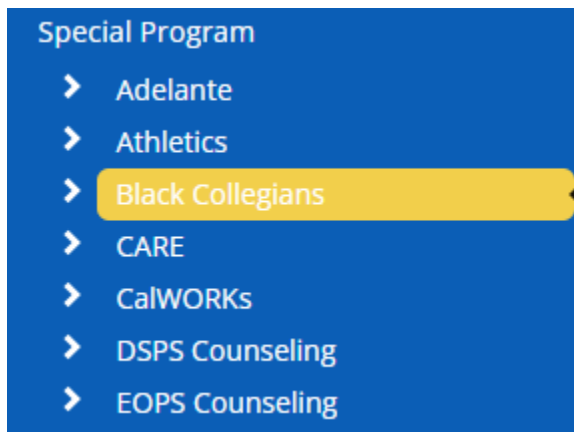 Special Program
Adelante
Athletics
Black Collegians
CARE
CalWORKs
DSPS Counseling
EOPS Counseling